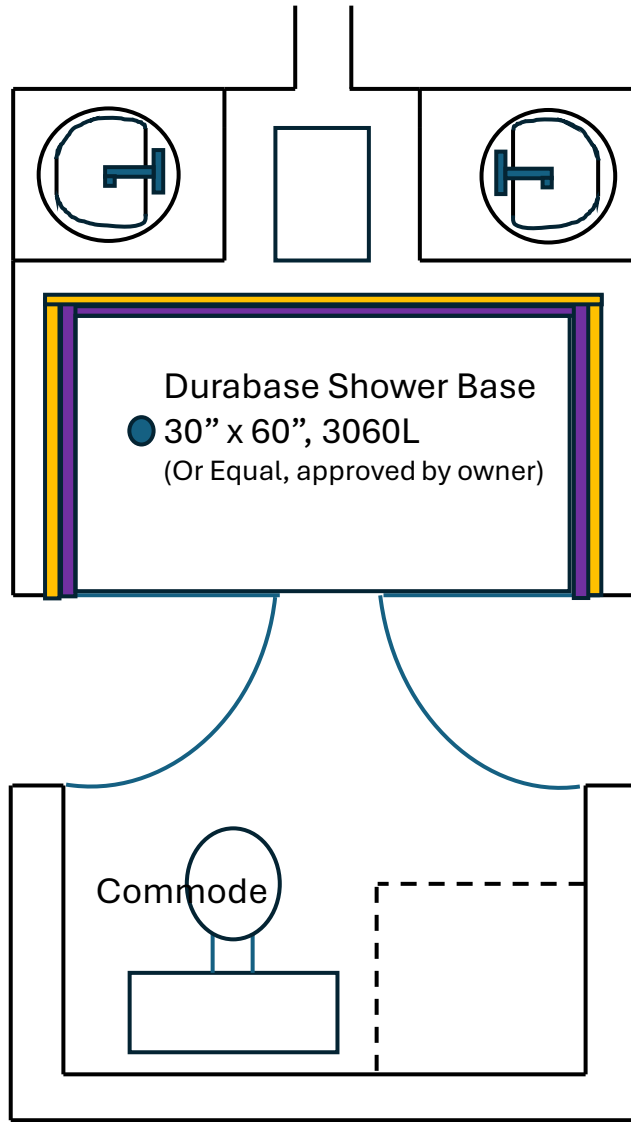 Durabase Shower Base
30” x 60”, 3060L
(Or Equal, approved by owner)
Commode